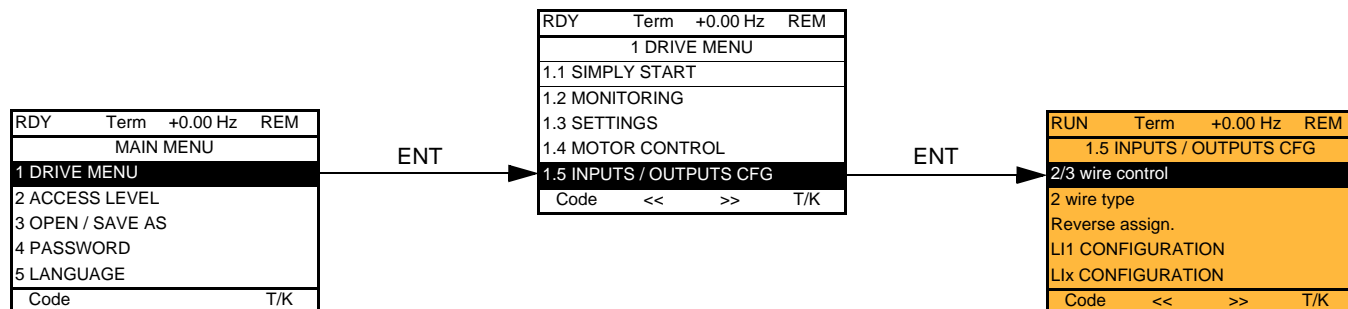 RDY Term +0.00 Hz REM
MAIN MENU
1 DRIVE MENU
2 ACCESS LEVEL
3 OPEN / SAVE AS
4 PASSWORD
5 LANGUAGE
Code T/K
ENT
RDY Term +0.00 Hz REM
1 DRIVE MENU
1.1 SIMPLY START
1.2 MONITORING
1.3 SETTINGS
1.4 MOTOR CONTROL
1.5 INPUTS / OUTPUTS CFG
Code << >> T/K
ENT
RUN Term +0.00 Hz REM
1.5 INPUTS / OUTPUTS CFG
2/3 wire control
2 wire type
Reverse assign.
LI1 CONFIGURATION
LIx CONFIGURATION
Code << >> T/K